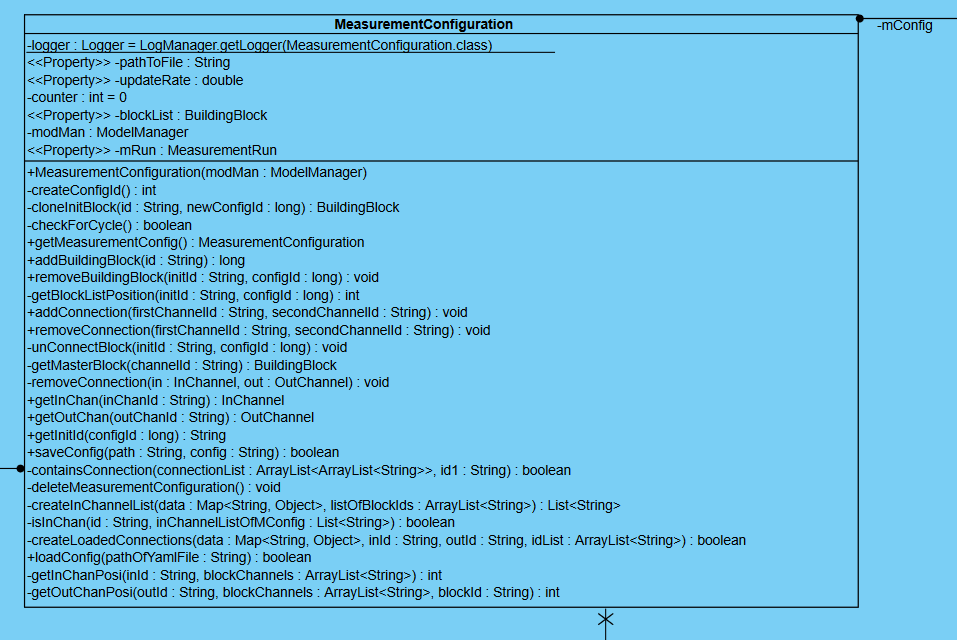 MeasurementConfiguration
-mConfig
-logger : Logger = LogManager.getLogger(MeasurementConfiguration.class)
<<Property>> -pathToFile : String
<<Property>> -updateRate : double
-counter : int = 0
<<Property>> -blockList : BuildingBlock
-modMan : ModelManager
<<Property>> -mRun : MeasurementRun
+MeasurementConfiguration(modMan : ModelManager)
-createConfigId() : int
-cloneInitBlock(id : String, newConfigId : long) : BuildingBlock
-checkForCycle() : boolean
+getMeasurementConfig() : MeasurementConfiguration
+addBuildingBlock(id : String) : long
+removeBuildingBlock(initId : String, configId : long) : void
-getBlockListPosition(initId : String, configId : long) : int
+addConnection(firstChannelId : String, secondChannelId : String) : void
+removeConnection(firstChannelId : String, secondChannelId : String) : void
-unConnectBlock(initId : String, configId : long) : void
-getMasterBlock(channelId : String) : BuildingBlock
-removeConnection(in : InChannel, out : OutChannel) : void
+getInChan(inChanId : String) : InChannel
+getOutChan(outChanId : String) : OutChannel
+getInitId(configId : long) : String
+saveConfig(path : String, config : String) : boolean
-containsConnection(connectionList : ArrayList<ArrayList<String>>, id1 : String) : boolean
-deleteMeasurementConfiguration() : void
-createInChannelList(data : Map<String, Object>, listOfBlockIds : ArrayList<String>) : List<String>
-isInChan(id : String, inChannelListOfMConfig : List<String>) : boolean
-createLoadedConnections(data : Map<String, Object>, inId : String, outId : String, idList : ArrayList<String>) : boolean
+loadConfig(pathOfYamlFile : String) : boolean
-getInChanPosi(inId : String, blockChannels : ArrayList<String>) : int
-getOutChanPosi(outId : String, blockChannels : ArrayList<String>, blockId : String) : int